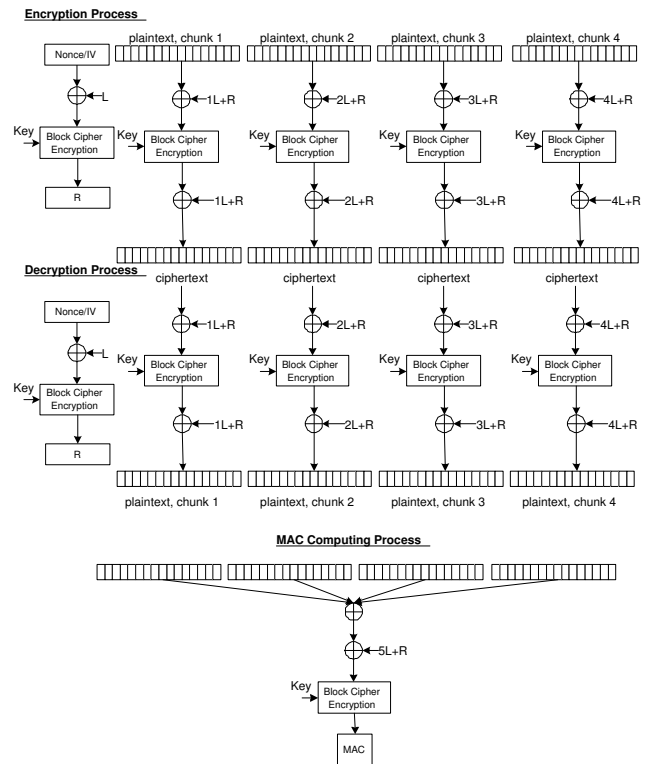 Encryption Process
plaintext, chunk 1 plaintext, chunk 2 plaintext, chunk 3 plaintext, chunk 4
Nonce/IV
L 1L+R 2L+R 3L+R 4L+R
Key Block Cipher Encryption Key Block Cipher Encryption Key Block Cipher Encryption Key Block Cipher Encryption Key Block Cipher Encryption
R 1L+R 2L+R 3L+R 4L+R
Decryption Process
ciphertext ciphertext ciphertext ciphertext
Nonce/IV
1L+R 2L+R 3L+R 4L+R
L
Key Block Cipher Encryption Key Block Cipher Encryption Key Block Cipher Encryption Key Block Cipher Encryption Key Block Cipher Encryption
1L+R 2L+R 3L+R 4L+R
R
plaintext, chunk 1 plaintext, chunk 2 plaintext, chunk 3 plaintext, chunk 4
MAC Computing Process
5L+R
Key Block Cipher Encryption
MAC